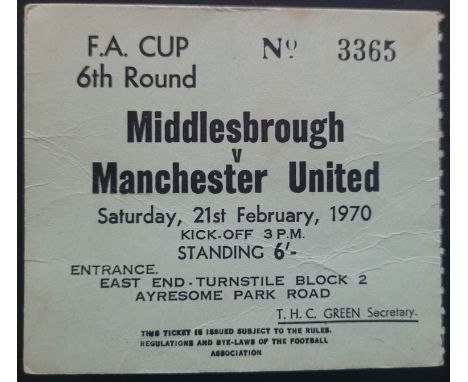 F.A. CUP Nº 3365
6th Round
Middlesbrough
v
Manchester United
Saturday, 21st February, 1970
KICK-OFF 3 P.M.
STANDING 6'-
ENTRANCE.
EAST END-TURNSTILE BLOCK 2
AYRESOME PARK ROAD
T. H. C. GREEN Secretary.
THIS TICKET IS ISSUED SUBJECT TO THE RULES.
REGULATIONS AND BYE-LAWS OF THE FOOTBALL
ASSOCIATION